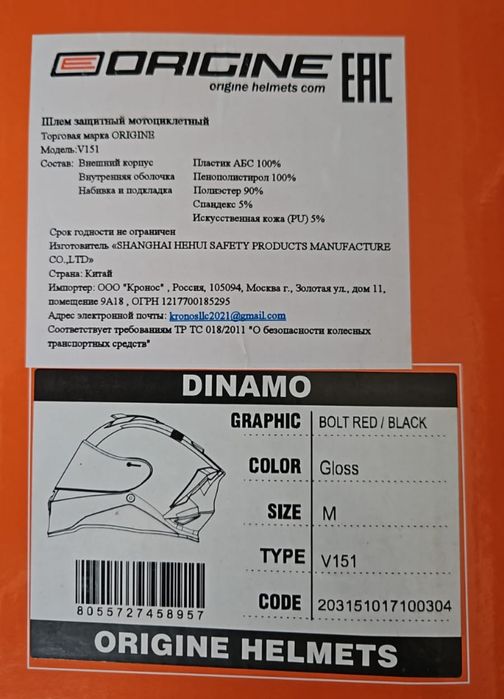 ORIGINE
origine helmets com
EAC
Шлем защитный мотоциклетный
Торговая марка ORIGINE
Модель:V151
Состав: Внешний корпус Пластик АБС 100%
Внутренняя оболочка Пенополистирол 100%
Набивка и подкладка Полиэстер 90%
Спандекс 5%
Искусственная кожа (PU) 5%
Срок годности не ограничен
Изготовитель «SHANGHAI HEHUI SAFETY PRODUCTS MANUFACTURE
CO.,LTD»
Страна: Китай
Импортер: ООО "Кронос" , Россия, 105094, Москва г., Золотая ул., дом 11,
помещение 9А18 , ОГРН 1217700185295
Адрес электронной почты: kronosllc2021@gmail.com
Соответствует требованиям ТР ТС 018/2011 "О безопасности колесных
транспортных средств"
DINAMO
GRAPHIC BOLT RED / BLACK
COLOR Gloss
SIZE M
TYPE V151
CODE 203151017100304
8055727458957
ORIGINE HELMETS